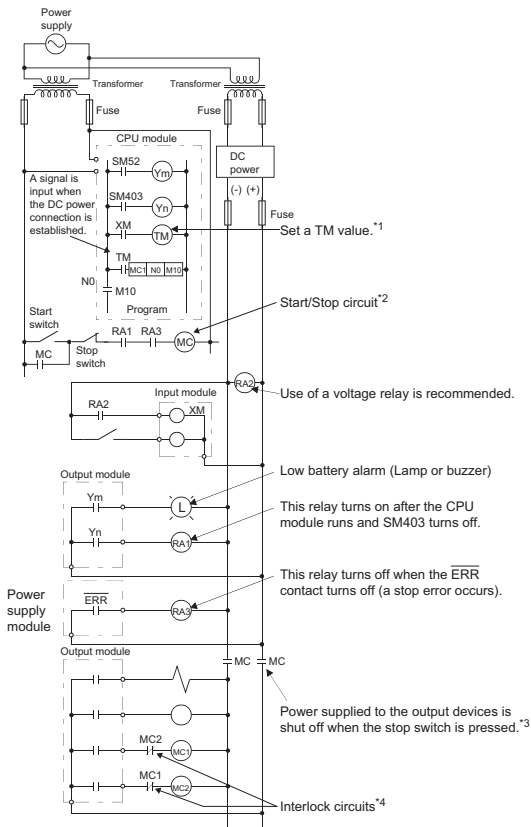 Power
supply
Transformer
Transformer
Fuse
Fuse
CPU module
SM52
Ym
DC
power
A signal is
input when
the DC power
connection is
established.
(-) (+)
SM403
Yn
Fuse
XM
TM
Set a TM value.*1
TM
MC1 N0 M10
N0
M10
Program
Start
switch
Start/Stop circuit*2
RA1 RA3
MC
MC
Stop
switch
RA2
Use of a voltage relay is recommended.
Input module
RA2
XM
Output module
Low battery alarm (Lamp or buzzer)
Ym
L
This relay turns on after the CPU
module runs and SM403 turns off.
Yn
RA1
This relay turns off when the ERR
contact turns off (a stop error occurs).
Power
supply
module
ERR
RA3
Output module
MC
MC
Power supplied to the output devices is
shut off when the stop switch is pressed.*3
MC2
MC1
MC1
MC2
Interlock circuits*4